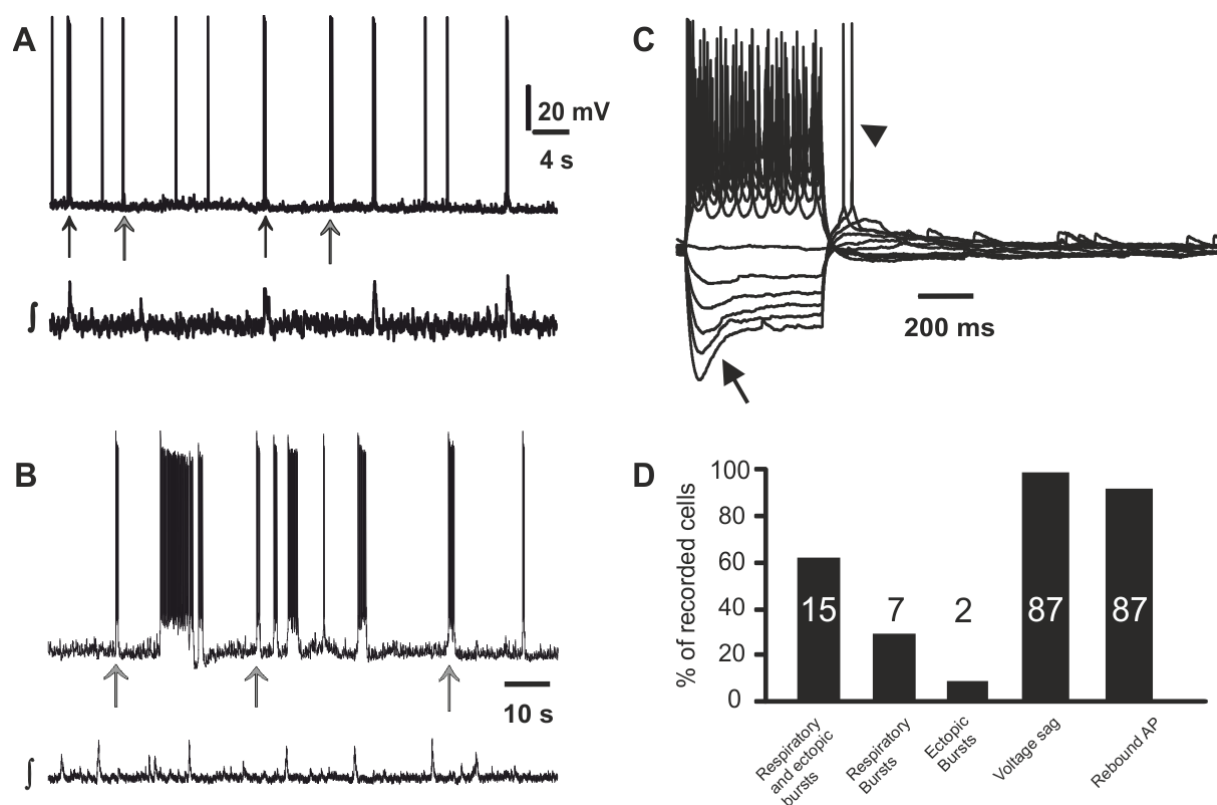 A
20 mV
4 s
∫
B
10 s
∫
C
200 ms
D
% of recorded cells
100
80
60
40
20
0
15
7
2
87
87
Respiratory
and ectopic
bursts
Respiratory
Bursts
Ectopic
Bursts
Voltage sag
Rebound AP